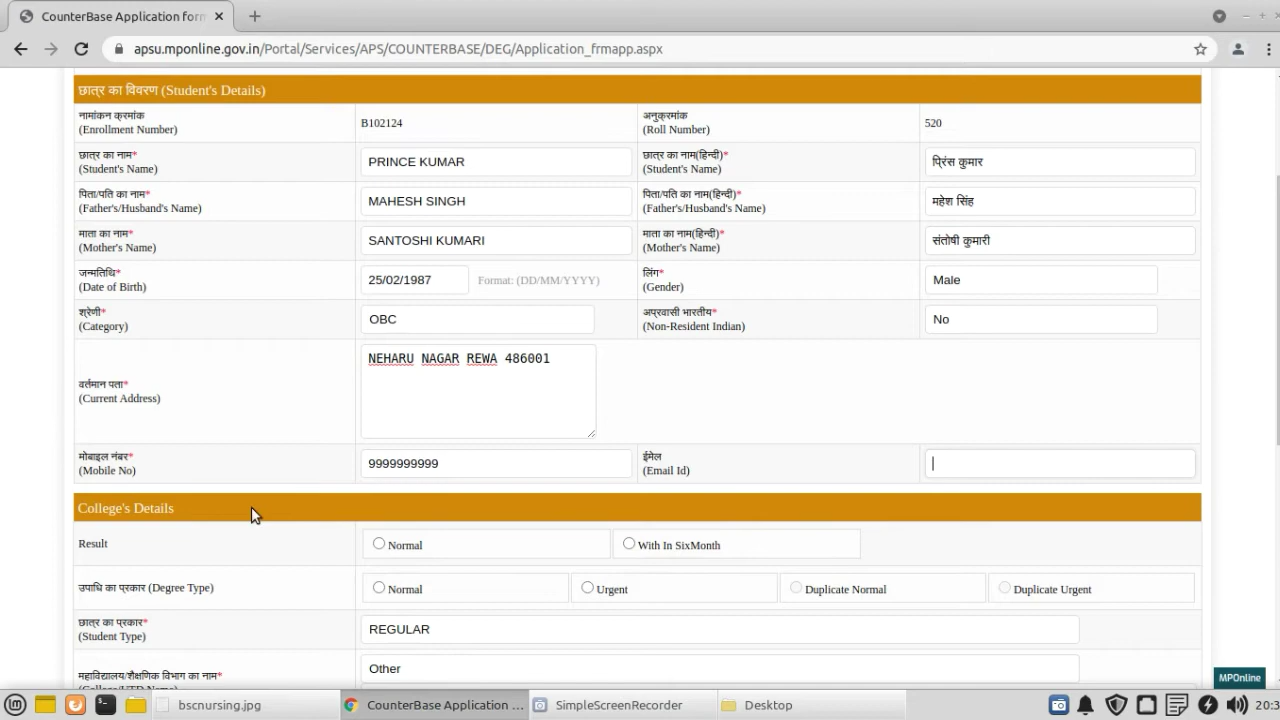 CounterBase Application for
apsu.mponline.gov.in/Portal/Services/APS/COUNTERBASE/DEG/Application_frmapp.aspx
छात्र का विवरण (Student's Details)
नामांकन क्रमांक
(Enrollment Number)
B102124
अनुक्रमांक
(Roll Number)
520
छात्र का नाम*
(Student's Name)
PRINCE KUMAR
छात्र का नाम(हिन्दी)*
(Student's Name)
प्रिंस कुमार
पिता/पति का नाम*
(Father's/Husband's Name)
MAHESH SINGH
पिता/पति का नाम(हिन्दी)*
(Father's/Husband's Name)
महेश सिंह
माता का नाम*
(Mother's Name)
SANTOSHI KUMARI
माता का नाम(हिन्दी)*
(Mother's Name)
संतोषी कुमारी
जन्मतिथि*
(Date of Birth)
25/02/1987
Format: (DD/MM/YYYY)
लिंग*
(Gender)
Male
श्रेणी*
(Category)
OBC
अप्रवासी भारतीय*
(Non-Resident Indian)
No
वर्तमान पता*
(Current Address)
NEHARU NAGAR REWA 486001
मोबाइल नंबर*
(Mobile No)
9999999999
ईमेल
(Email Id)
College's Details
Result
Normal
With In SixMonth
उपाधि का प्रकार (Degree Type)
Normal
Urgent
Duplicate Normal
Duplicate Urgent
छात्र का प्रकार*
(Student Type)
REGULAR
महाविद्यालय/शैक्षणिक विभाग का नाम*
Other
MPOnline
bscnursing.jpg
CounterBase Application ...
SimpleScreenRecorder
Desktop